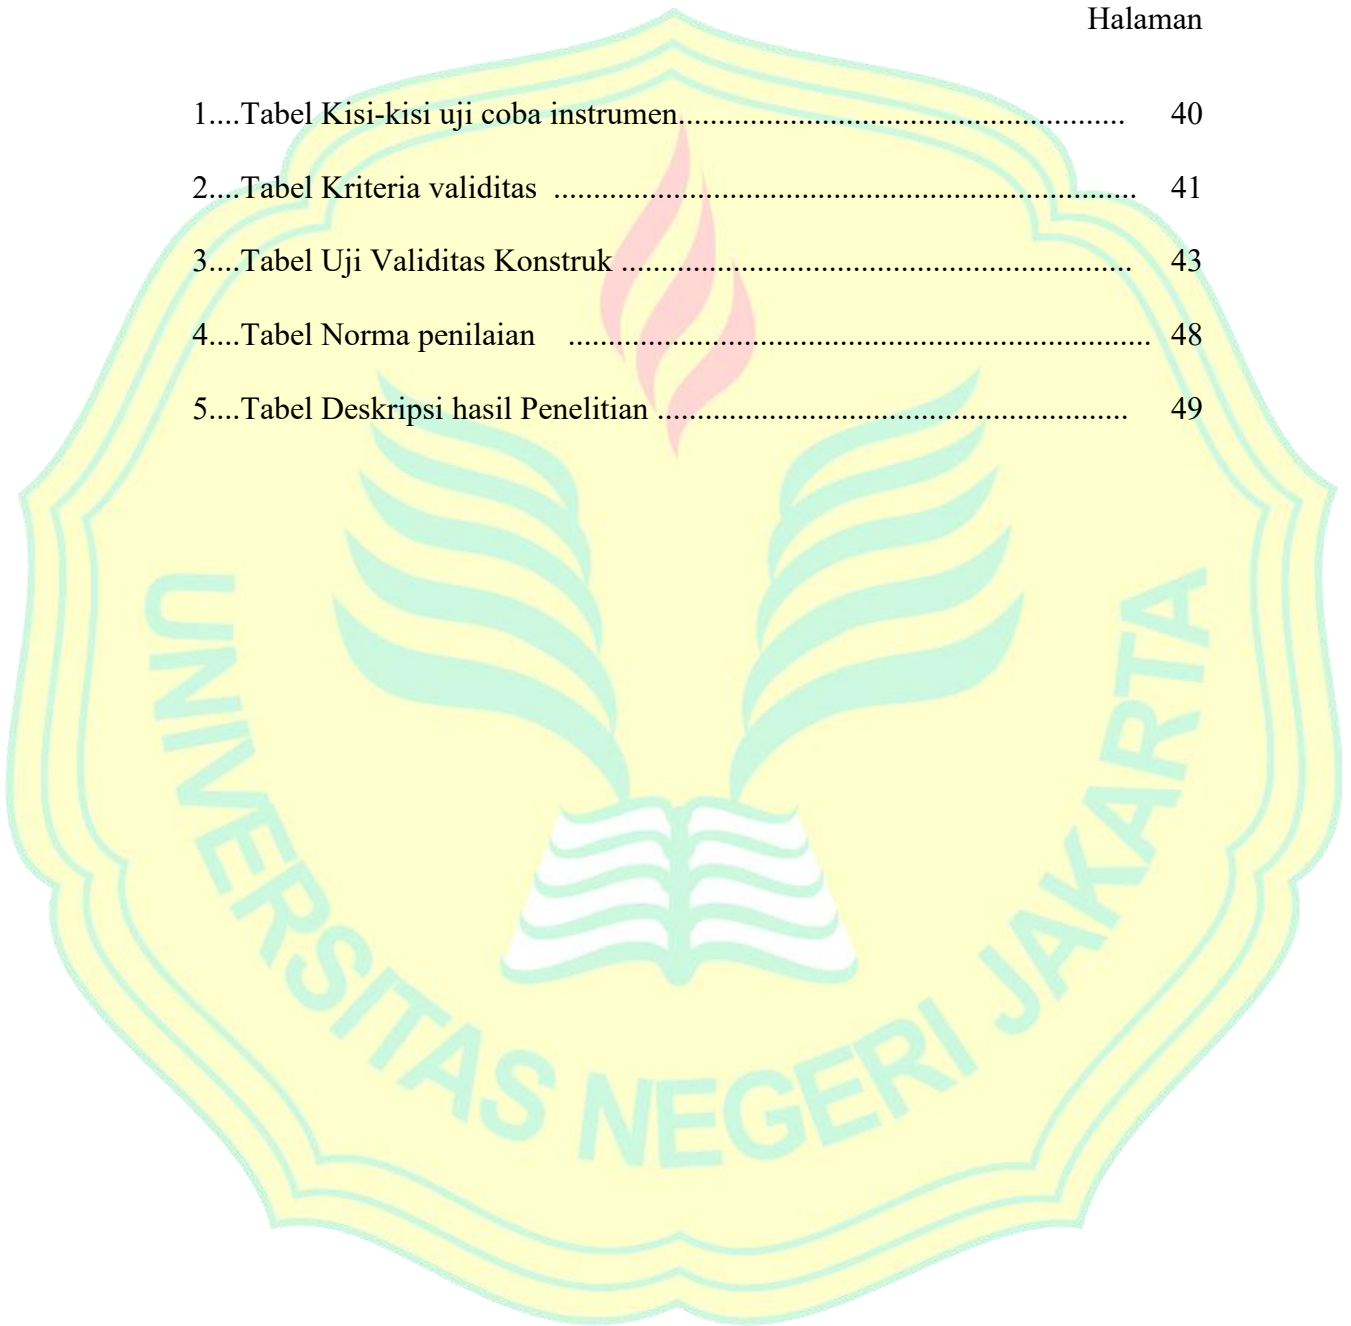 Halaman
1....Tabel Kisi-kisi uji coba instrumen........................................................ 40
2....Tabel Kriteria validitas ......................................................................... 41
3....Tabel Uji Validitas Konstruk ................................................................ 43
4....Tabel Norma penilaian ......................................................................... 48
5....Tabel Deskripsi hasil Penelitian ........................................................... 49
UNIVERSITAS NEGERI JAKARTA